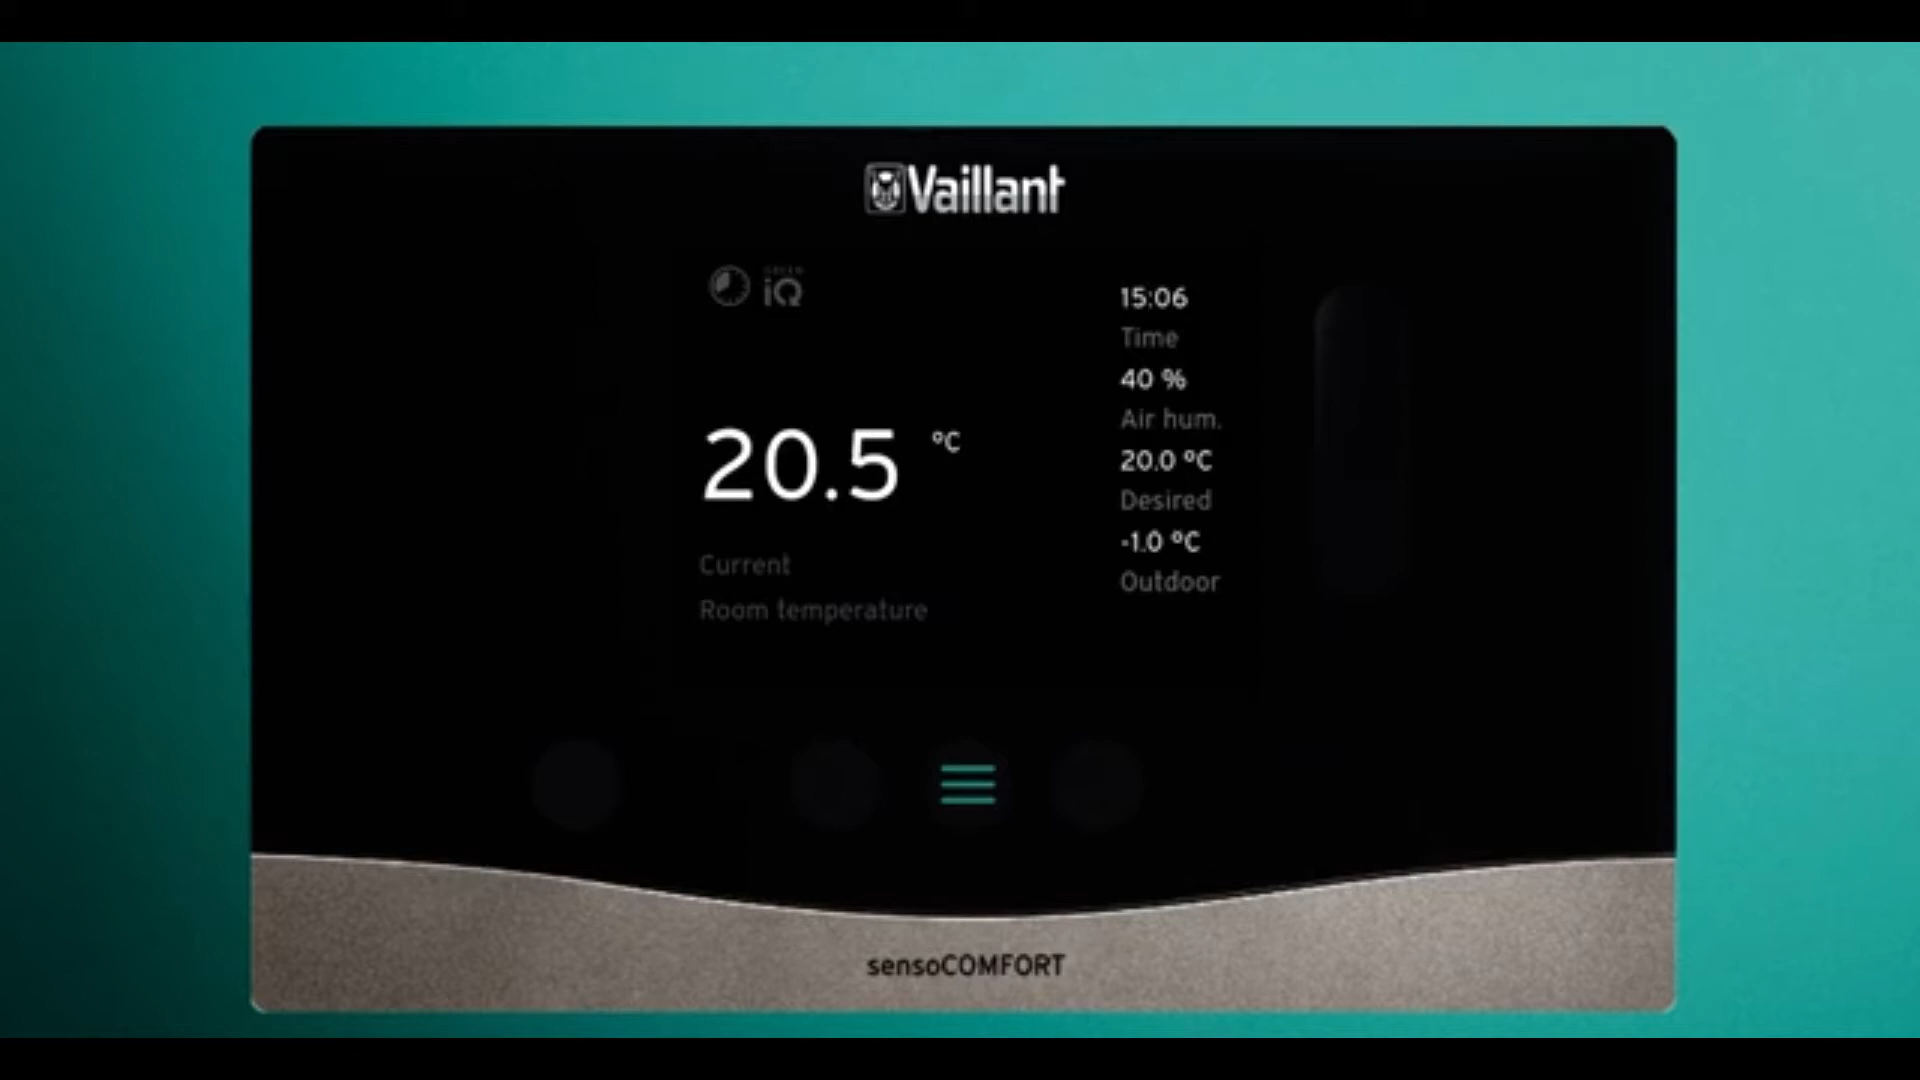 Vaillant
iQ
15:06
Time
40 %
Air hum.
20.5 °C
20.0 °C
Desired
-1.0 °C
Outdoor
Current
Room temperature
sensoCOMFORT